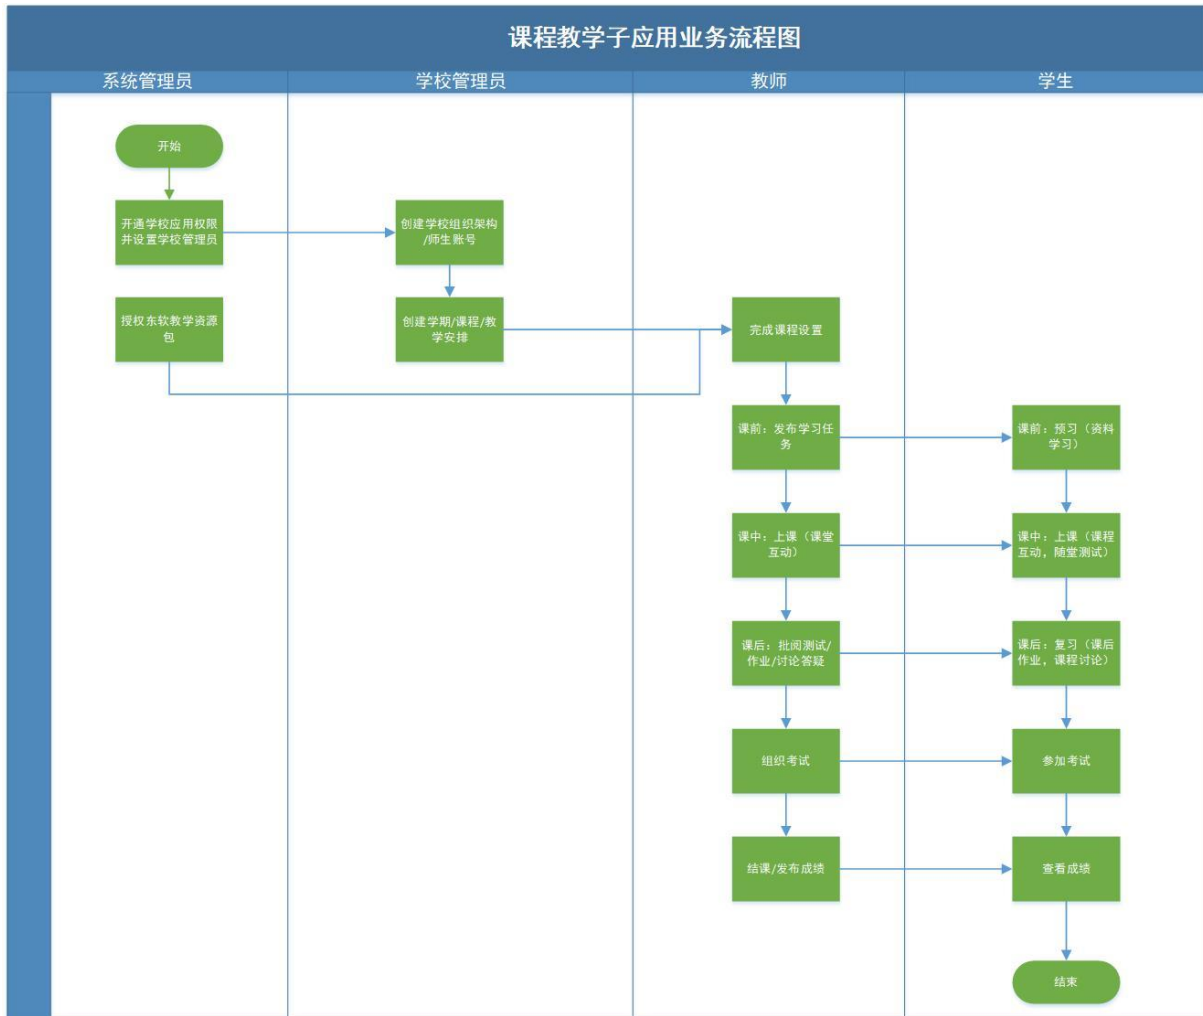 课程教学子应用业务流程图
系统管理员
学校管理员
教师
学生
开始
开通学校应用权限
并设置学校管理员
创建学校组织架构
/师生账号
授权东软教学资源
包
创建学期/课程/教
学安排
完成课程设置
课前：发布学习任
务
课前：预习（资料
学习）
课中：上课（课堂
互动）
课中：上课（课程
互动，随堂测试）
课后：批阅测试/
作业/讨论答疑
课后：复习（课后
作业，课程讨论）
组织考试
参加考试
结课/发布成绩
查看成绩
结束